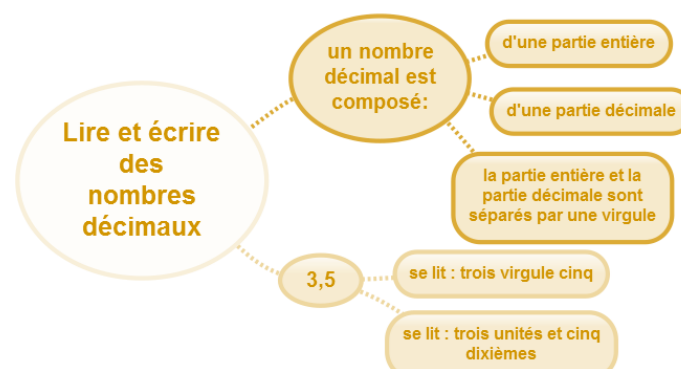 Lire et écrire
des
nombres
décimaux
un nombre
décimal est
composé:
d'une partie entière
d'une partie décimale
la partie entière et la
partie décimale sont
séparés par une virgule
3,5
se lit : trois virgule cinq
se lit : trois unités et cinq
dixièmes